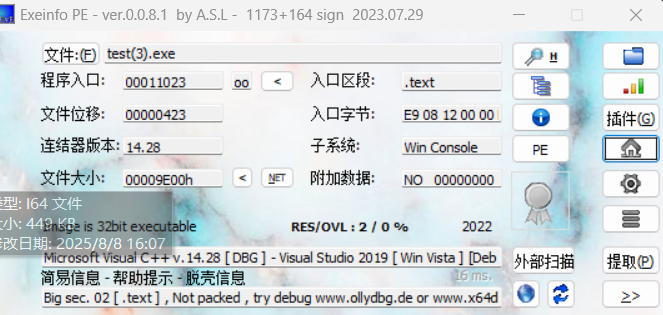 Exeinfo PE - ver.0.0.8.1 by A.S.L - 1173+164 sign 2023.07.29
文件:(F) test(3).exe H
程序入口: 00011023 oo < 入口区段: .text
文件位移: 00000423 入口字节: E9 08 12 00 00 插件(G)
连结器版本: 14.28 子系统: Win Console PE
文件大小: 00009E00h < NET 附加数据: NO 00000000
类型: I64 文件
大小: 449 KB
Image is 32bit executable RES/OVL : 2 / 0 % 2022
修改日期: 2025/8/8 16:07
Microsoft Visual C++ v.14.28 [ DBG ] - Visual Studio 2019 [ Win Vista ] [Deb 外部扫描 提取(P)
简易信息 - 帮助提示 - 脱壳信息 16 ms.
Big sec. 02 [ .text ] , Not packed , try debug www.ollydbg.de or www.x64d >>